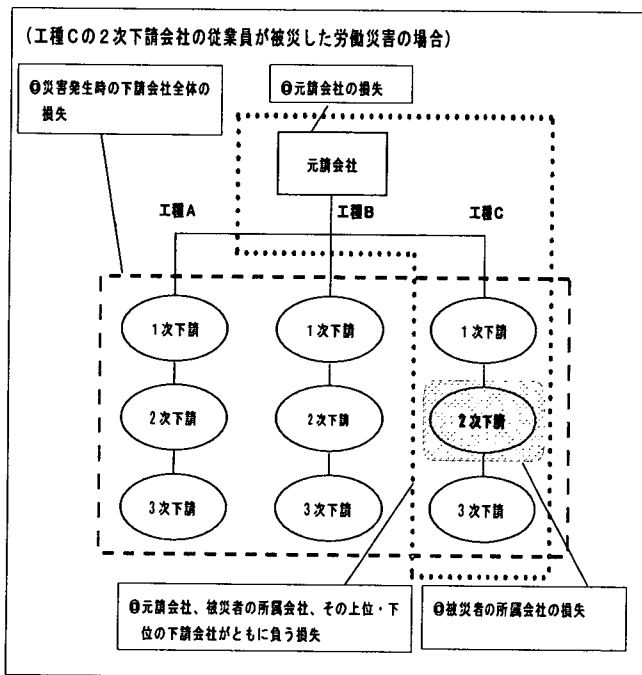 (工種Cの2次下請会社の従業員が被災した労働災害の場合)
災害発生時の下請会社全体の
損失
元請会社の損失
元請会社
工種A
工種B
工種C
1次下請
1次下請
1次下請
2次下請
2次下請
2次下請
3次下請
3次下請
3次下請
元請会社、被災者の所属会社、その上位・下
位の下請会社がともに負う損失
被災者の所属会社の損失